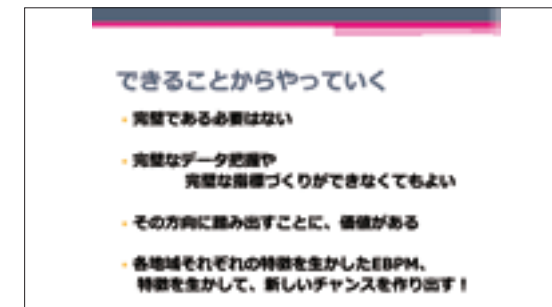 できることからやっていく
・完璧である必要はない
・完璧なデータ把握や
完璧な指標づくりができなくてもよい
・その方向に踏み出すことに、価値がある
・各地域それぞれの特徴を生かしたEBPM、
特徴を生かして、新しいチャンスを作り出す！